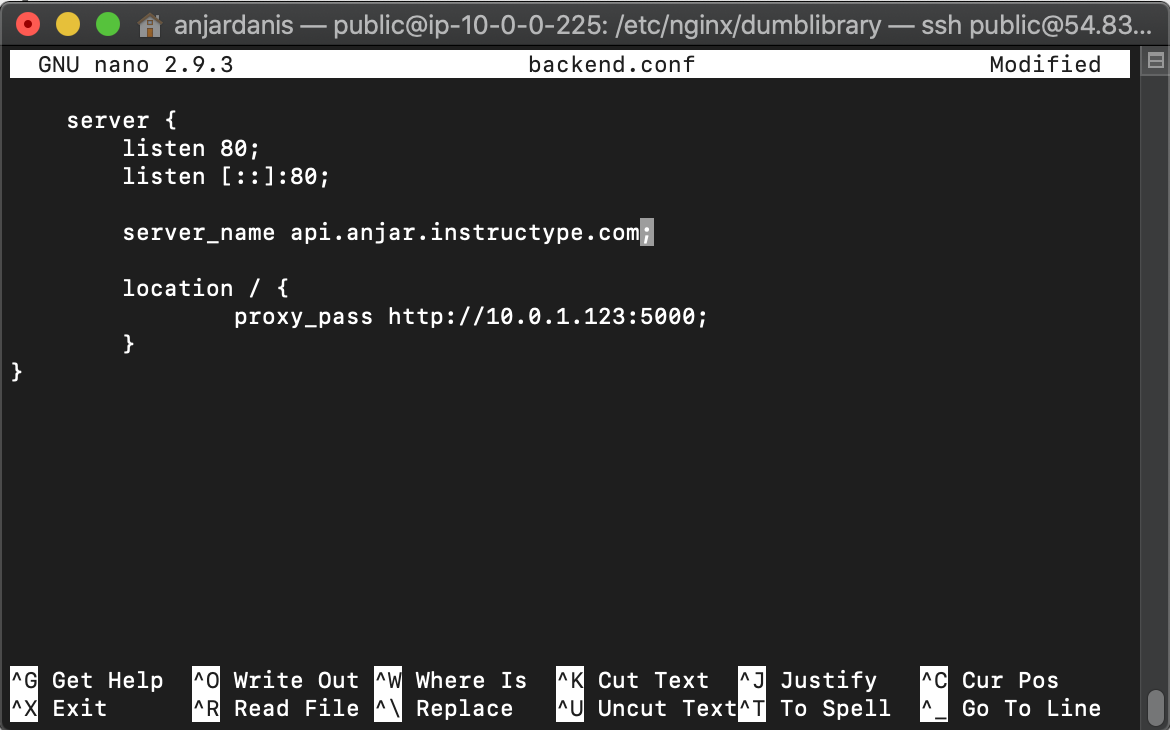 anjardanis — public@ip-10-0-0-225: /etc/nginx/dumblibrary — ssh public@54.83...
GNU nano 2.9.3 backend.conf Modified
server {
listen 80;
listen [::]:80;
server_name api.anjar.instructype.com;
location / {
proxy_pass http://10.0.1.123:5000;
}
}
^G Get Help ^O Write Out ^W Where Is ^K Cut Text ^J Justify ^C Cur Pos
^X Exit ^R Read File ^\ Replace ^U Uncut Text ^T To Spell ^_ Go To Line